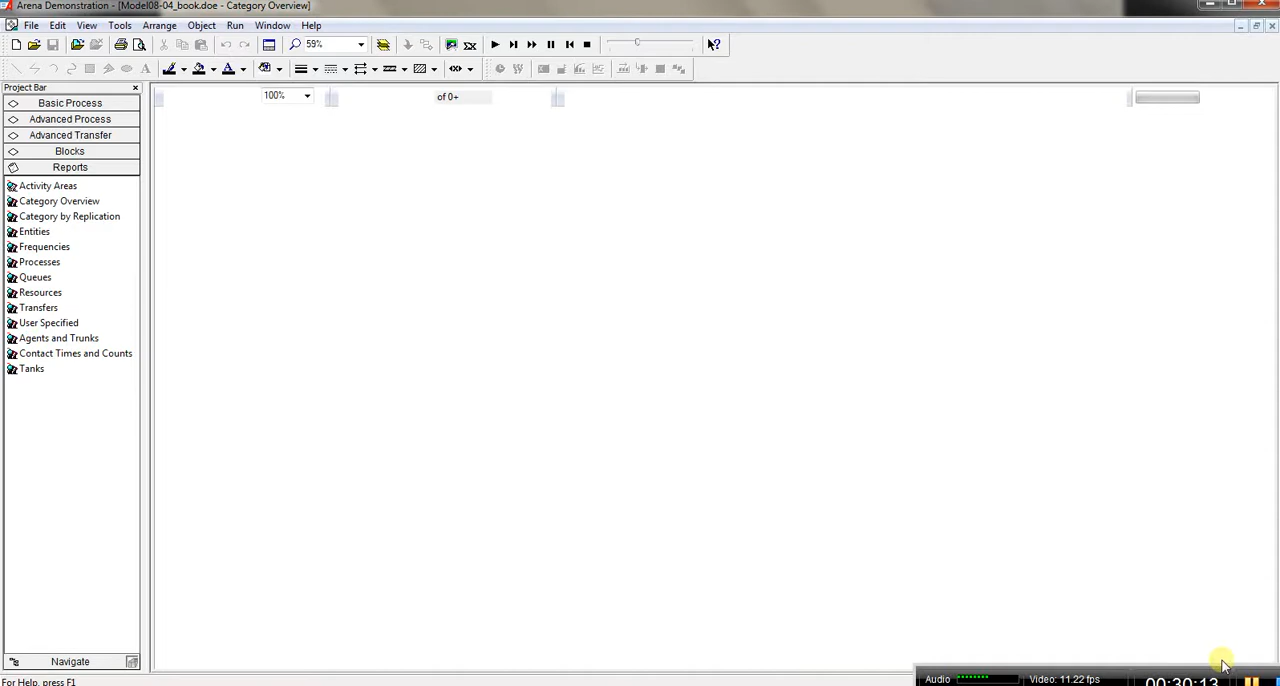 Arena Demonstration - [Model08-04_book.doe - Category Overview]
File Edit View Tools Arrange Object Run Window Help
59%
Project Bar
Basic Process
Advanced Process
Advanced Transfer
Blocks
Reports
Activity Areas
Category Overview
Category by Replication
Entities
Frequencies
Processes
Queues
Resources
Transfers
User Specified
Agents and Trunks
Contact Times and Counts
Tanks
Navigate
100%
of 0+
For Help, press F1
Audio
Video: 11.22 fps
00:30:13